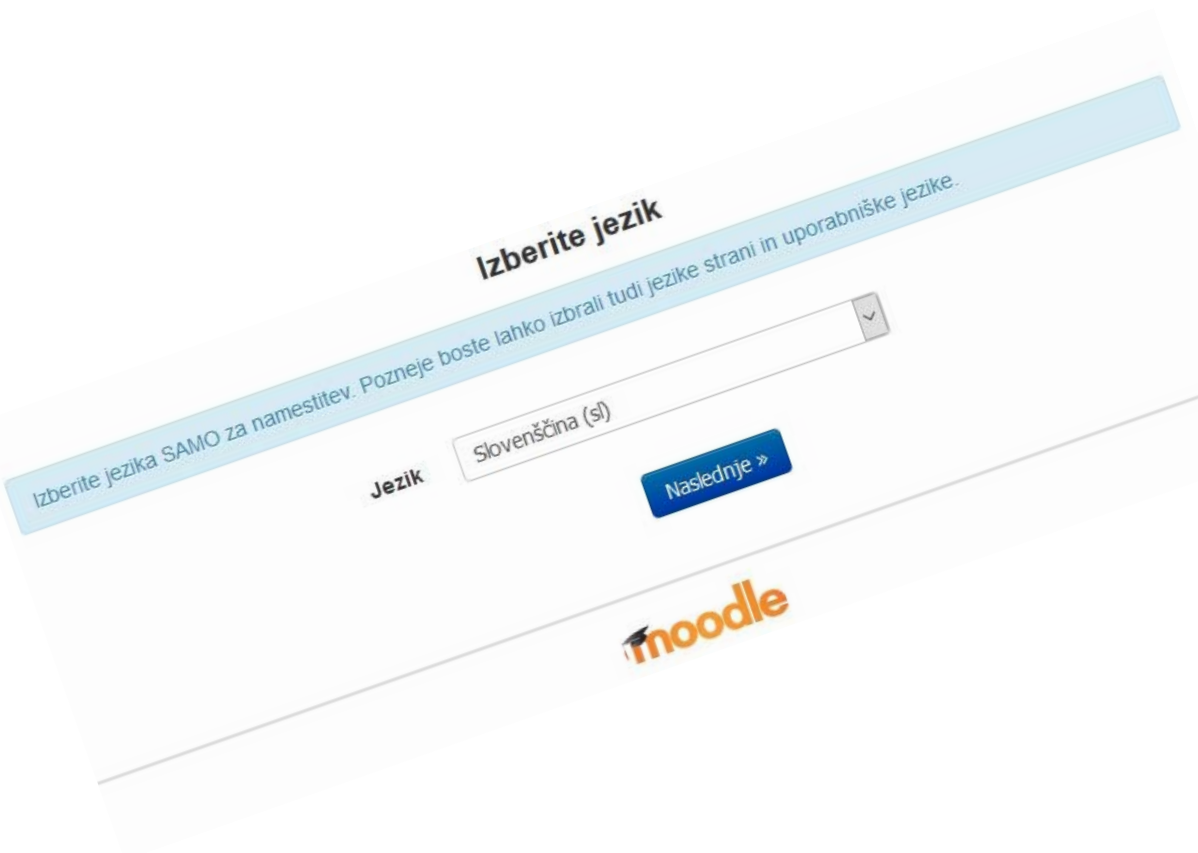 Izberite jezik
Izberite jezika SAMO za namestitev. Pozneje boste lahko izbrali tudi jezike strani in uporabniške jezike.
Jezik Slovenščina (sl)
Naslednje »
moodle